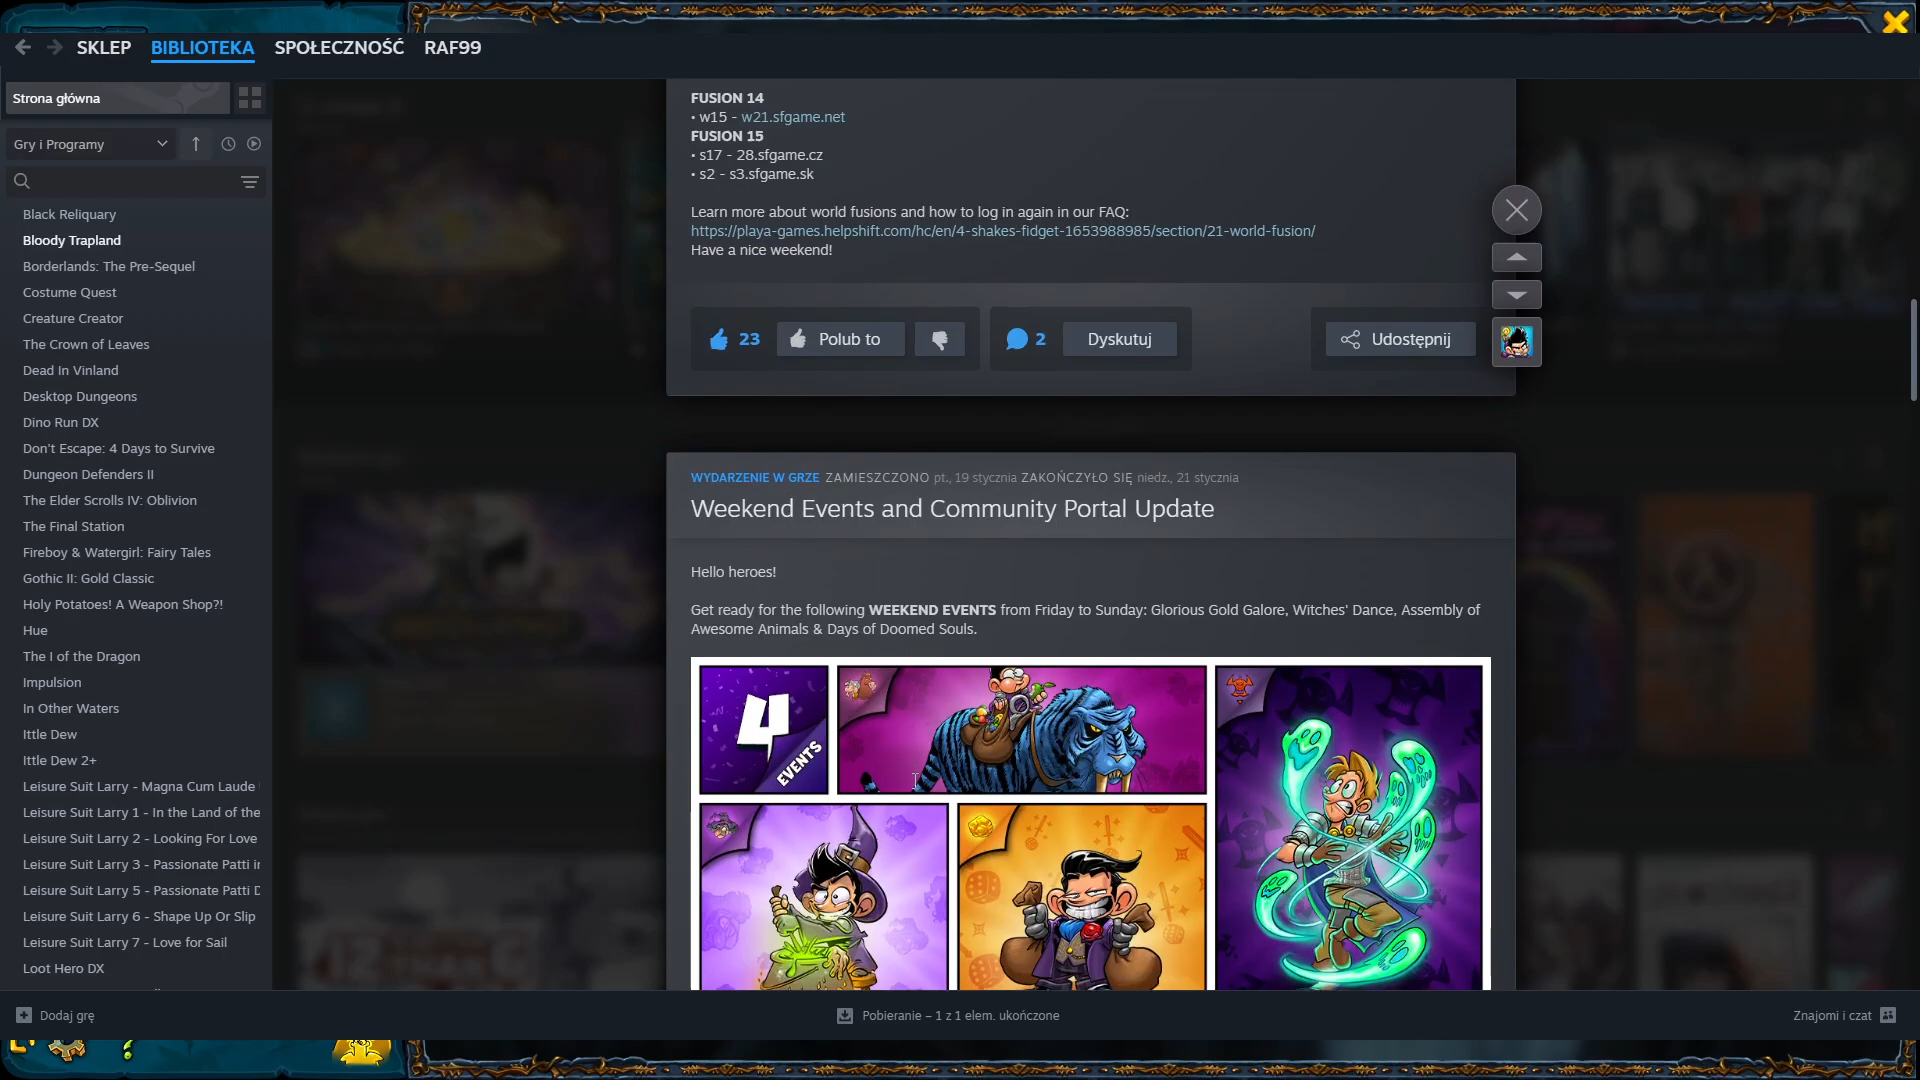 SKLEP BIBLIOTEKA SPOŁECZNOŚĆ RAF99
Strona główna
Gry i Programy
Black Reliquary
Bloody Trapland
Borderlands: The Pre-Sequel
Costume Quest
Creature Creator
The Crown of Leaves
Dead In Vinland
Desktop Dungeons
Dino Run DX
Don't Escape: 4 Days to Survive
Dungeon Defenders II
The Elder Scrolls IV: Oblivion
The Final Station
Fireboy & Watergirl: Fairy Tales
Gothic II: Gold Classic
Holy Potatoes! A Weapon Shop?!
Hue
The I of the Dragon
Impulsion
In Other Waters
Ittle Dew
Ittle Dew 2+
Leisure Suit Larry - Magna Cum Laude
Leisure Suit Larry 1 - In the Land of the
Leisure Suit Larry 2 - Looking For Love
Leisure Suit Larry 3 - Passionate Patti in
Leisure Suit Larry 5 - Passionate Patti D
Leisure Suit Larry 6 - Shape Up Or Slip
Leisure Suit Larry 7 - Love for Sail
Loot Hero DX
FUSION 14
• w15 - w21.sfgame.net
FUSION 15
• s17 - 28.sfgame.cz
• s2 - s3.sfgame.sk
Learn more about world fusions and how to log in again in our FAQ:
https://playa-games.helpshift.com/hc/en/4-shakes-fidget-1653988985/section/21-world-fusion/
Have a nice weekend!
23 Polub to 2 Dyskutuj Udostępnij
WYDARZENIE W GRZE ZAMIESZCZONO pt., 19 stycznia ZAKOŃCZYŁO SIĘ niedz., 21 stycznia
Weekend Events and Community Portal Update
Hello heroes!
Get ready for the following WEEKEND EVENTS from Friday to Sunday: Glorious Gold Galore, Witches' Dance, Assembly of
Awesome Animals & Days of Doomed Souls.
4
EVENTS
Dodaj grę
Pobieranie – 1 z 1 elem. ukończone
Znajomi i czat